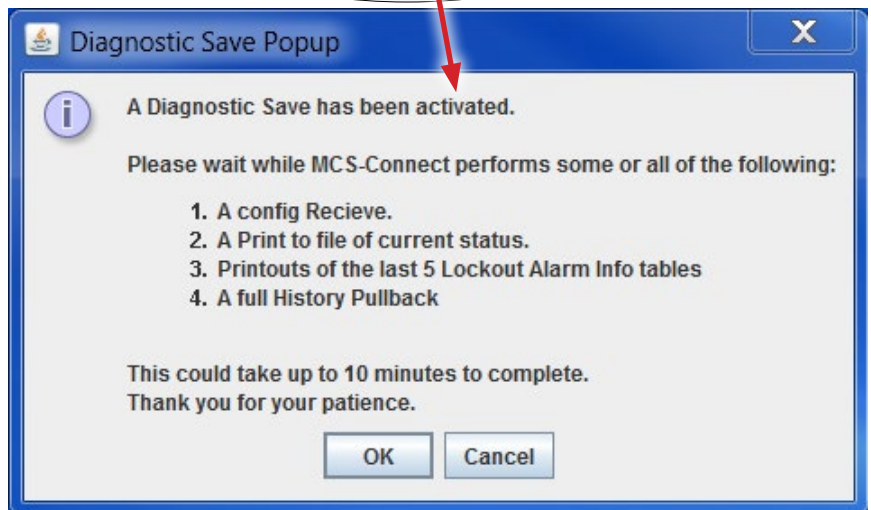 Diagnostic Save Popup
A Diagnostic Save has been activated.
Please wait while MCS-Connect performs some or all of the following:
1. A config Recieve.
2. A Print to file of current status.
3. Printouts of the last 5 Lockout Alarm Info tables
4. A full History Pullback
This could take up to 10 minutes to complete.
Thank you for your patience.
OK Cancel